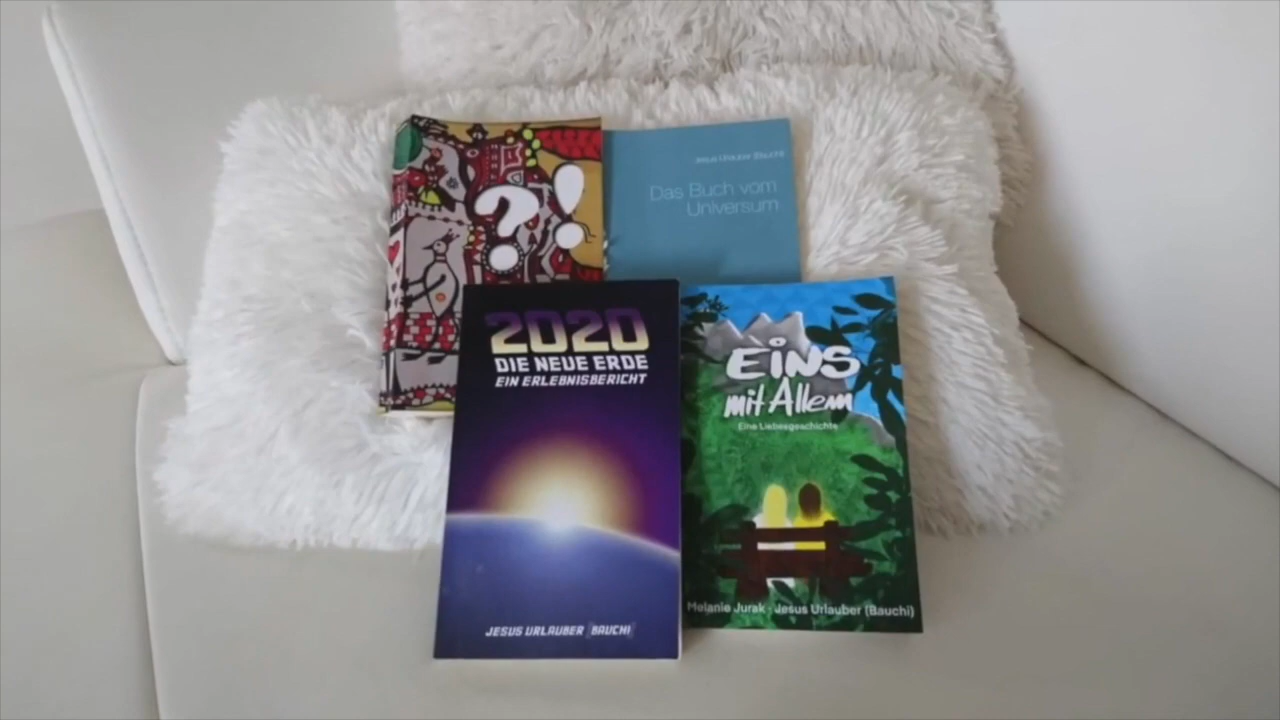 ?!
Jesus Urlauber (Bauchi)
Das Buch vom
Universum
2020
DIE NEUE ERDE
EIN ERLEBNISBERICHT
JESUS URLAUBER (BAUCHI)
EiNS
mit Allem
Eine Liebesgeschichte
Melanie Jurak · Jesus Urlauber (Bauchi)